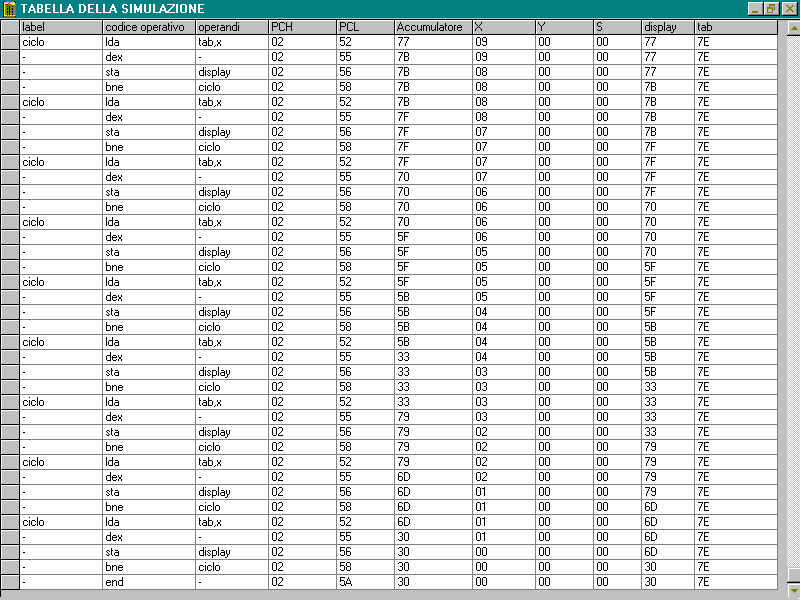 TABELLA DELLA SIMULAZIONE
label codice operativo operandi PCH PCL Accumulatore X Y S display tab
ciclo lda tab,x 02 52 77 09 00 00 77 7E
- dex - 02 55 7B 09 00 00 77 7E
- sta display 02 56 7B 08 00 00 77 7E
- bne ciclo 02 58 7B 08 00 00 7B 7E
ciclo lda tab,x 02 52 7B 08 00 00 7B 7E
- dex - 02 55 7F 08 00 00 7B 7E
- sta display 02 56 7F 07 00 00 7B 7E
- bne ciclo 02 58 7F 07 00 00 7F 7E
ciclo lda tab,x 02 52 7F 07 00 00 7F 7E
- dex - 02 55 70 07 00 00 7F 7E
- sta display 02 56 70 06 00 00 7F 7E
- bne ciclo 02 58 70 06 00 00 70 7E
ciclo lda tab,x 02 52 70 06 00 00 70 7E
- dex - 02 55 5F 06 00 00 70 7E
- sta display 02 56 5F 05 00 00 70 7E
- bne ciclo 02 58 5F 05 00 00 5F 7E
ciclo lda tab,x 02 52 5F 05 00 00 5F 7E
- dex - 02 55 5B 05 00 00 5F 7E
- sta display 02 56 5B 04 00 00 5F 7E
- bne ciclo 02 58 5B 04 00 00 5B 7E
ciclo lda tab,x 02 52 5B 04 00 00 5B 7E
- dex - 02 55 33 04 00 00 5B 7E
- sta display 02 56 33 03 00 00 5B 7E
- bne ciclo 02 58 33 03 00 00 33 7E
ciclo lda tab,x 02 52 33 03 00 00 33 7E
- dex - 02 55 79 03 00 00 33 7E
- sta display 02 56 79 02 00 00 33 7E
- bne ciclo 02 58 79 02 00 00 79 7E
ciclo lda tab,x 02 52 79 02 00 00 79 7E
- dex - 02 55 6D 02 00 00 79 7E
- sta display 02 56 6D 01 00 00 79 7E
- bne ciclo 02 58 6D 01 00 00 6D 7E
ciclo lda tab,x 02 52 6D 01 00 00 6D 7E
- dex - 02 55 30 01 00 00 6D 7E
- sta display 02 56 30 00 00 00 6D 7E
- bne ciclo 02 58 30 00 00 00 30 7E
- end - 02 5A 30 00 00 00 30 7E